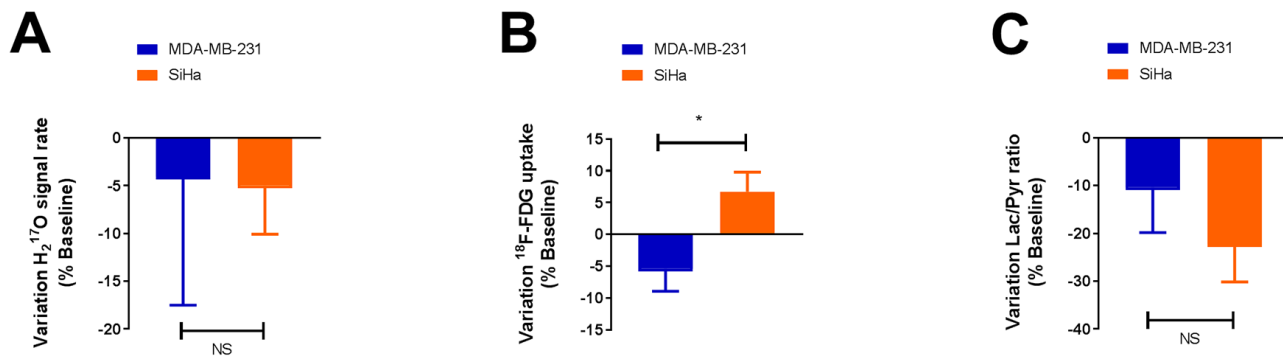 A
MDA-MB-231
SiHa
Variation H₂¹⁷O signal rate
(% Baseline)
0
-5
-10
-15
-20
NS
B
MDA-MB-231
SiHa
Variation ¹⁸F-FDG uptake
(% Baseline)
15
10
5
0
-5
-10
-15
*
C
MDA-MB-231
SiHa
Variation Lac/Pyr ratio
(% Baseline)
0
-10
-20
-30
-40
NS